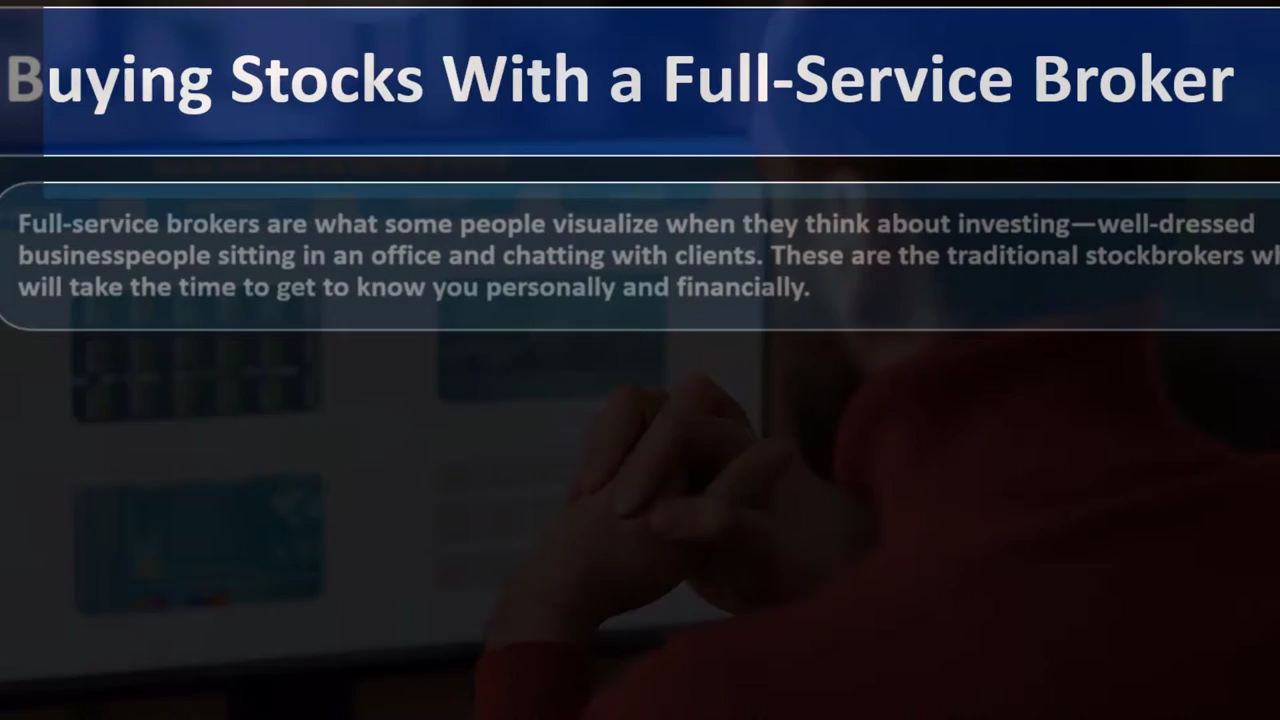 Buying Stocks With a Full-Service Broker
Full-service brokers are what some people visualize when they think about investing—well-dressed
businesspeople sitting in an office and chatting with clients. These are the traditional stockbrokers
will take the time to get to know you personally and financially.